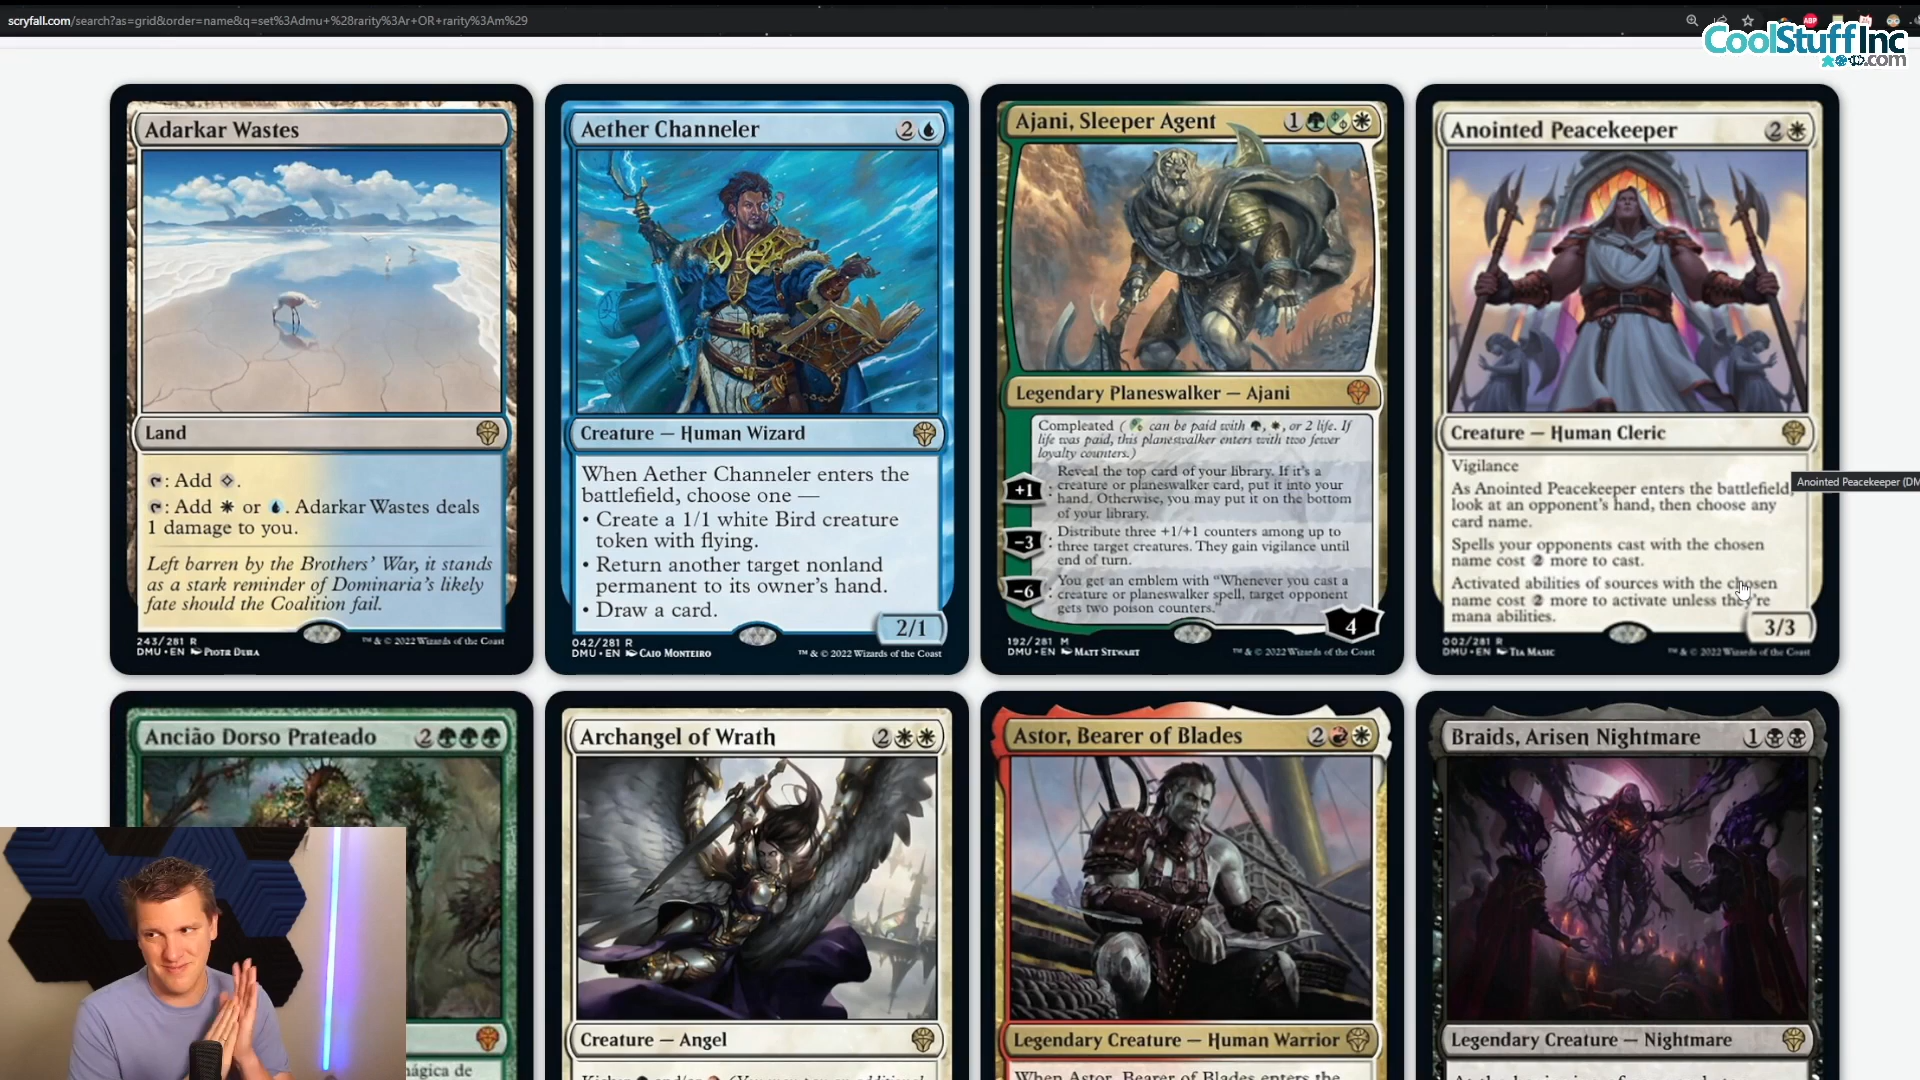 scryfall.com/search?as=grid&order=name&q=set%3Admu+%28rarity%3Ar+OR+rarity%3Am%29
ABP
CoolStuffInc
.com
Adarkar Wastes
Land
: Add .
: Add or . Adarkar Wastes deals
1 damage to you.
Left barren by the Brothers' War, it stands
as a stark reminder of Dominaria's likely
fate should the Coalition fail.
243/281 R
DMU • EN Piotr Dura
™ & © 2022 Wizards of the Coast
Aether Channeler 2
Creature — Human Wizard
When Aether Channeler enters the
battlefield, choose one —
• Create a 1/1 white Bird creature
token with flying.
• Return another target nonland
permanent to its owner's hand.
• Draw a card.
2/1
042/281 R
DMU • EN Caio Monteiro
™ & © 2022 Wizards of the Coast
Ajani, Sleeper Agent 1
Legendary Planeswalker — Ajani
Compleated ( can be paid with , , or 2 life. If
life was paid, this planeswalker enters with two fewer
loyalty counters.)
+1 : Reveal the top card of your library. If it's a
creature or planeswalker card, put it into your
hand. Otherwise, you may put it on the bottom
of your library.
-3 : Distribute three +1/+1 counters among up to
three target creatures. They gain vigilance until
end of turn.
-6 : You get an emblem with "Whenever you cast a
creature or planeswalker spell, target opponent
gets two poison counters."
4
192/281 M
DMU • EN Matt Stewart
™ & © 2022 Wizards of the Coast
Anointed Peacekeeper 2
Creature — Human Cleric
Vigilance
As Anointed Peacekeeper enters the battlefield,
look at an opponent's hand, then choose any
card name.
Spells your opponents cast with the chosen
name cost 2 more to cast.
Activated abilities of sources with the chosen
name cost 2 more to activate unless they're
mana abilities.
3/3
002/281 R
DMU • EN Tia Masic
™ & © 2022 Wizards of the Coast
Anointed Peacekeeper (DM
Ancião Dorso Prateado 2
Archangel of Wrath 2
Creature — Angel
Astor, Bearer of Blades 2
Legendary Creature — Human Warrior
When Astor, Bearer of Blades enters the
Braids, Arisen Nightmare 1
Legendary Creature — Nightmare